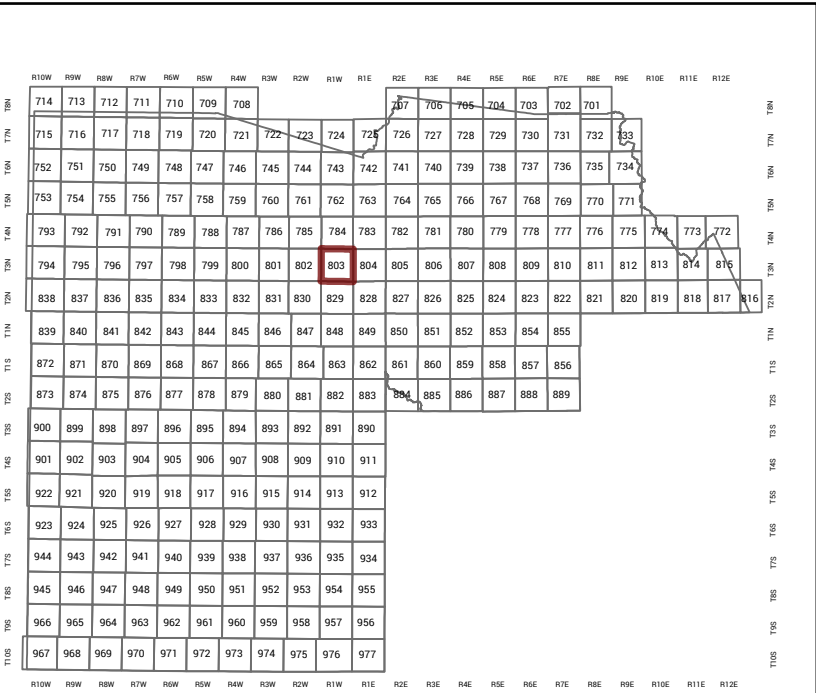 R10W R9W R8W R7W R6W R5W R4W R3W R2W R1W R1E R2E R3E R4E R5E R6E R7E R8E R9E R10E R11E R12E
T8N 714 713 712 711 710 709 708 707 706 705 704 703 702 701 T8N
T7N 715 716 717 718 719 720 721 722 723 724 725 726 727 728 729 730 731 732 733 T7N
T6N 752 751 750 749 748 747 746 745 744 743 742 741 740 739 738 737 736 735 734 T6N
T5N 753 754 755 756 757 758 759 760 761 762 763 764 765 766 767 768 769 770 771 T5N
T4N 793 792 791 790 789 788 787 786 785 784 783 782 781 780 779 778 777 776 775 774 773 772 T4N
T3N 794 795 796 797 798 799 800 801 802 803 804 805 806 807 808 809 810 811 812 813 814 815 T3N
T2N 838 837 836 835 834 833 832 831 830 829 828 827 826 825 824 823 822 821 820 819 818 817 816 T2N
T1N 839 840 841 842 843 844 845 846 847 848 849 850 851 852 853 854 855 T1N
T1S 872 871 870 869 868 867 866 865 864 863 862 861 860 859 858 857 856 T1S
T2S 873 874 875 876 877 878 879 880 881 882 883 884 885 886 887 888 889 T2S
T3S 900 899 898 897 896 895 894 893 892 891 890 T3S
T4S 901 902 903 904 905 906 907 908 909 910 911 T4S
T5S 922 921 920 919 918 917 916 915 914 913 912 T5S
T6S 923 924 925 926 927 928 929 930 931 932 933 T6S
T7S 944 943 942 941 940 939 938 937 936 935 934 T7S
T8S 945 946 947 948 949 950 951 952 953 954 955 T8S
T9S 966 965 964 963 962 961 960 959 958 957 956 T9S
T10S 967 968 969 970 971 972 973 974 975 976 977 T10S
R10W R9W R8W R7W R6W R5W R4W R3W R2W R1W R1E R2E R3E R4E R5E R6E R7E R8E R9E R10E R11E R12E